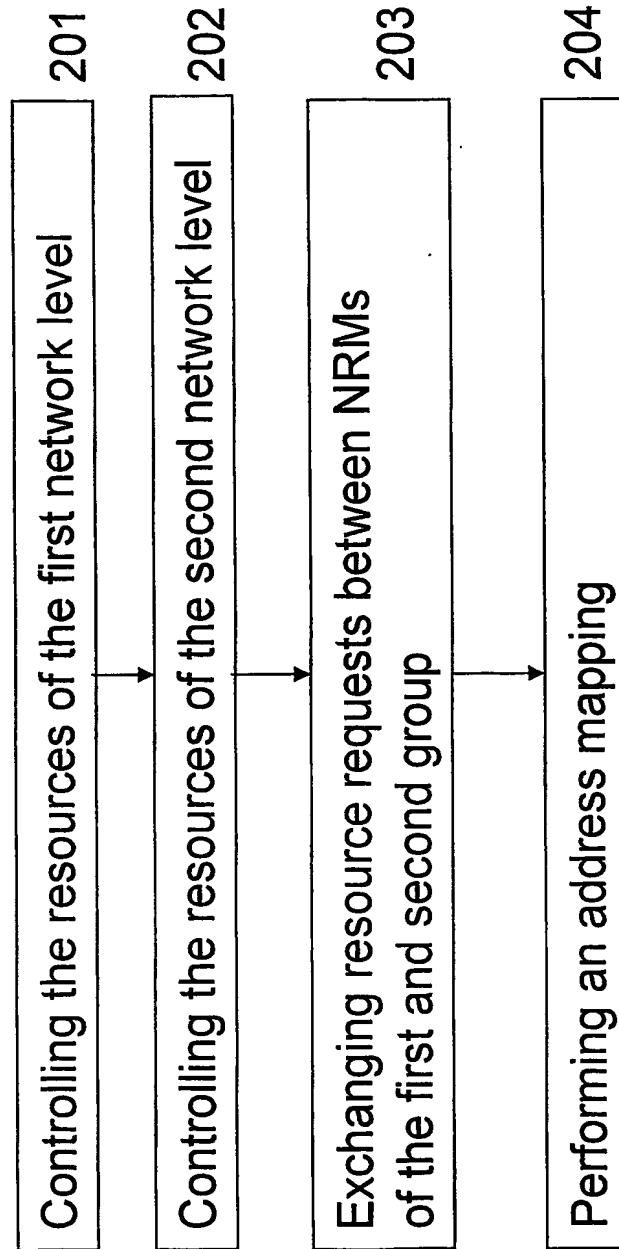 Controlling the resources of the first network level 201
Controlling the resources of the second network level 202
Exchanging resource requests between NRMs
of the first and second group 203
Performing an address mapping 204